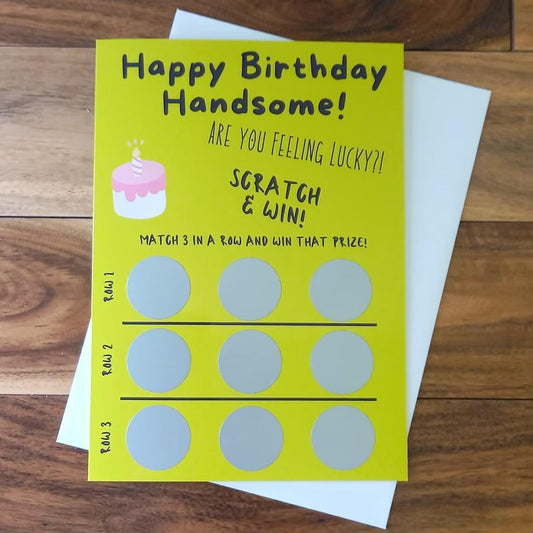 Happy Birthday
Handsome!
ARE YOU FEELING LUCKY?!
SCRATCH
& WIN!
MATCH 3 IN A ROW AND WIN THAT PRIZE!
ROW 1
ROW 2
ROW 3